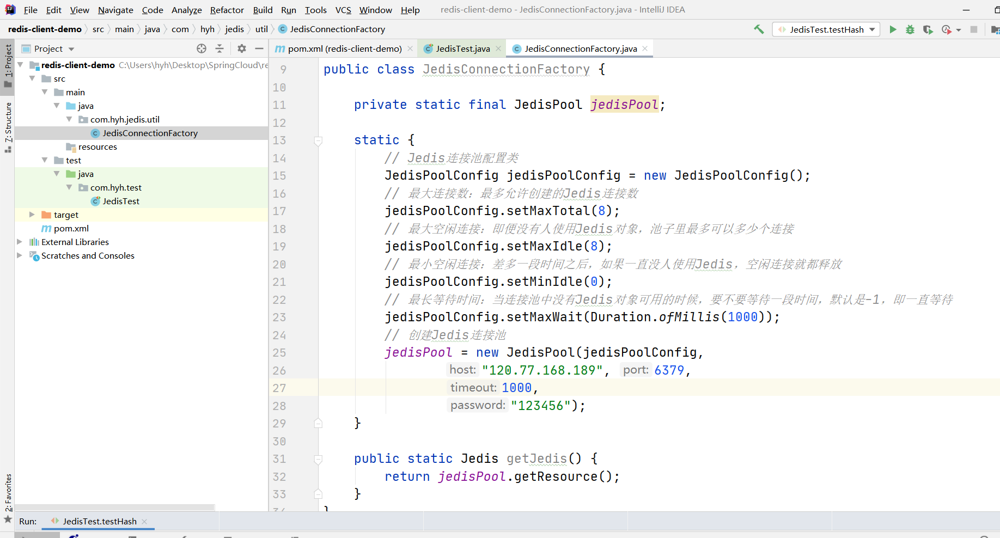 File Edit View Navigate Code Analyze Refactor Build Run Tools VCS Window Help redis-client-demo - JedisConnectionFactory.java - IntelliJ IDEA
redis-client-demo src main java com hyh jedis util JedisConnectionFactory JedisTest.testHash
1: Project
7: Structure
2: Favorites
Project
redis-client-demo C:\Users\hyh\Desktop\SpringCloud\re
src
main
java
com.hyh.jedis.util
JedisConnectionFactory
resources
test
java
com.hyh.test
JedisTest
target
pom.xml
External Libraries
Scratches and Consoles
pom.xml (redis-client-demo) JedisTest.java JedisConnectionFactory.java
9 public class JedisConnectionFactory {
10
11 private static final JedisPool jedisPool;
12
13 static {
14 // Jedis连接池配置类
15 JedisPoolConfig jedisPoolConfig = new JedisPoolConfig();
16 // 最大连接数：最多允许创建的Jedis连接数
17 jedisPoolConfig.setMaxTotal(8);
18 // 最大空闲连接：即便没有人使用Jedis对象，池子里最多可以多少个连接
19 jedisPoolConfig.setMaxIdle(8);
20 // 最小空闲连接：差多一段时间之后，如果一直没人使用Jedis，空闲连接就都释放
21 jedisPoolConfig.setMinIdle(0);
22 // 最长等待时间：当连接池中没有Jedis对象可用的时候，要不要等待一段时间，默认是-1，即一直等待
23 jedisPoolConfig.setMaxWait(Duration.ofMillis(1000));
24 // 创建Jedis连接池
25 jedisPool = new JedisPool(jedisPoolConfig,
26 host: "120.77.168.189", port: 6379,
27 timeout: 1000,
28 password: "123456");
29 }
30
31 public static Jedis getJedis() {
32 return jedisPool.getResource();
33 }
34 }
Run: JedisTest.testHash